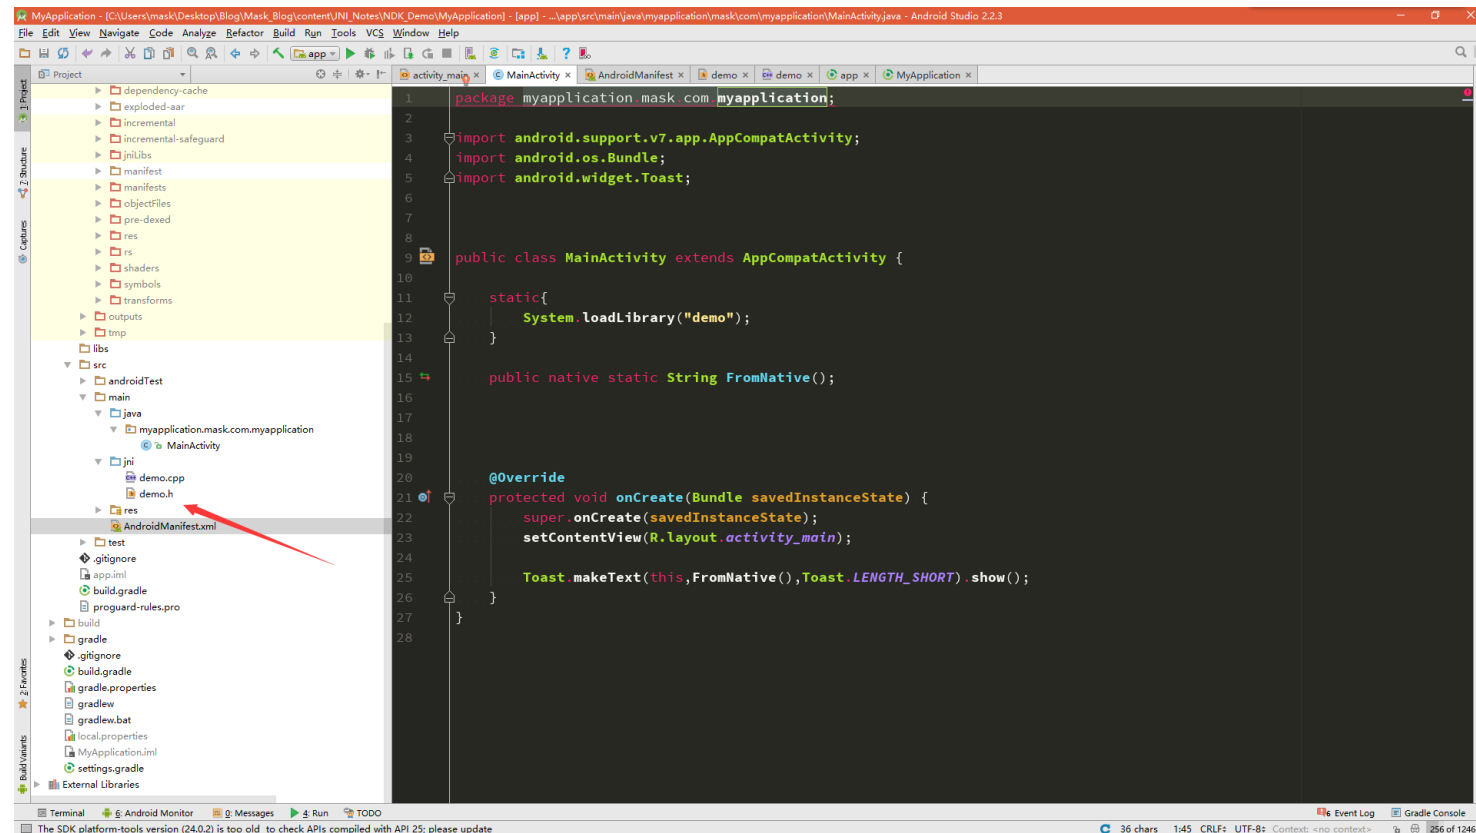 MyApplication - [C:\Users\mask\Desktop\Blog\Mask_Blog\content\JNI_Notes\NDK_Demo\MyApplication] - [app] - ...\app\src\main\java\myapplication\mask\com\myapplication\MainActivity.java - Android Studio 2.2.3
File Edit View Navigate Code Analyze Refactor Build Run Tools VCS Window Help
app
Project
activity_main MainActivity AndroidManifest demo demo app MyApplication
1: Project
7: Structure
Captures
2: Favorites
Build Variants
dependency-cache
exploded-aar
incremental
incremental-safeguard
jniLibs
manifest
manifests
objectFiles
pre-dexed
res
rs
shaders
symbols
transforms
outputs
tmp
libs
src
androidTest
main
java
myapplication.mask.com.myapplication
MainActivity
jni
demo.cpp
demo.h
res
AndroidManifest.xml
test
.gitignore
app.iml
build.gradle
proguard-rules.pro
build
gradle
.gitignore
build.gradle
gradle.properties
gradlew
gradlew.bat
local.properties
MyApplication.iml
settings.gradle
External Libraries
1 package myapplication.mask.com.myapplication;
2
3 import android.support.v7.app.AppCompatActivity;
4 import android.os.Bundle;
5 import android.widget.Toast;
6
7
8
9 public class MainActivity extends AppCompatActivity {
10
11 static{
12 System.loadLibrary("demo");
13 }
14
15 public native static String FromNative();
16
17
18
19
20 @Override
21 protected void onCreate(Bundle savedInstanceState) {
22 super.onCreate(savedInstanceState);
23 setContentView(R.layout.activity_main);
24
25 Toast.makeText(this,FromNative(),Toast.LENGTH_SHORT).show();
26 }
27 }
28
Terminal 6: Android Monitor 0: Messages 4: Run TODO 6 Event Log Gradle Console
The SDK platform-tools version (24.0.2) is too old to check APIs compiled with API 25; please update 36 chars 1:45 CRLF UTF-8 Context: <no context> 256 of 1246